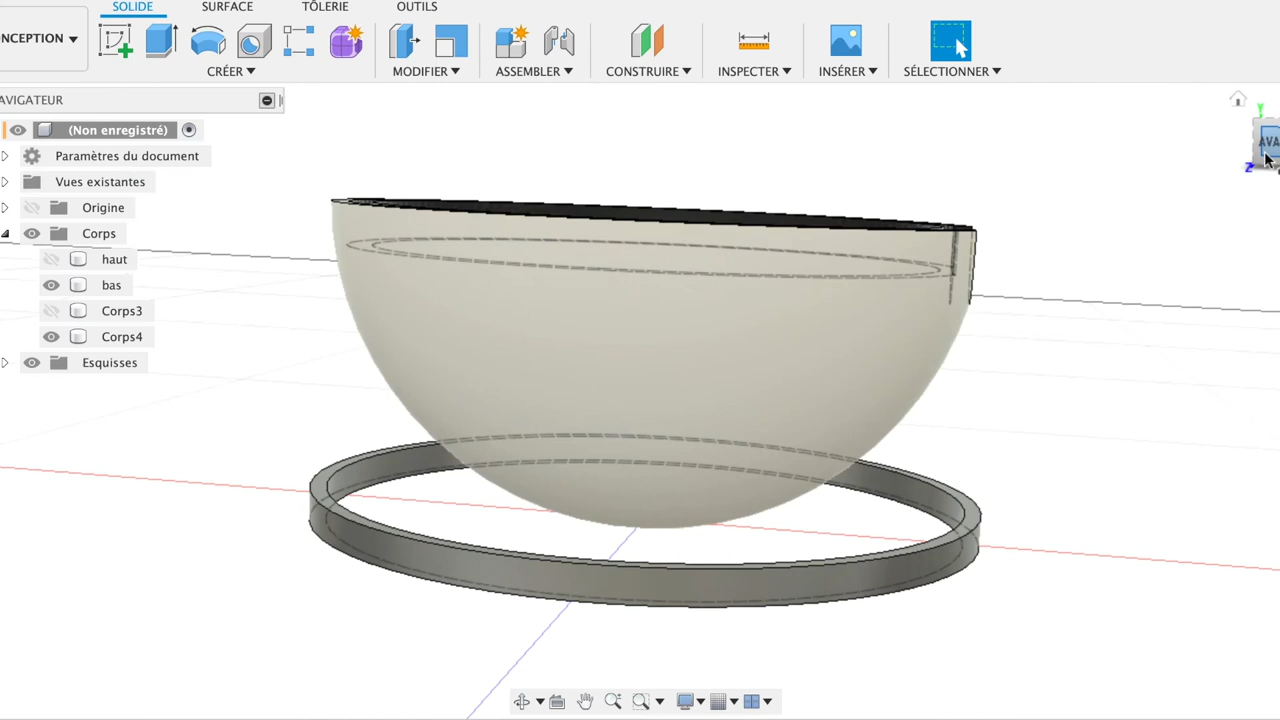 SOLIDE SURFACE TÔLERIE OUTILS
NCEPTION
CRÉER MODIFIER ASSEMBLER CONSTRUIRE INSPECTER INSÉRER SÉLECTIONNER
AVIGATEUR
(Non enregistré)
Paramètres du document
Vues existantes
Origine
Corps
haut
bas
Corps3
Corps4
Esquisses
Y
AVA
Z